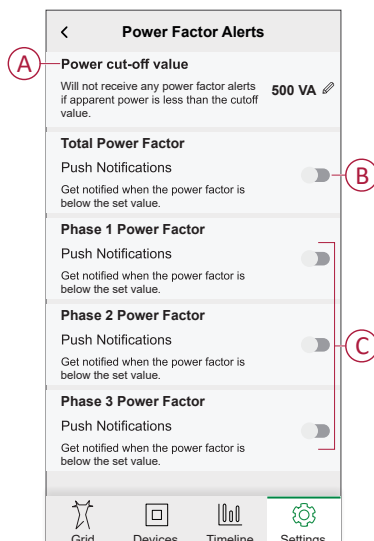 Power Factor Alerts
A
Power cut-off value
Will not receive any power factor alerts
if apparent power is less than the cutoff
value.
500 VA
Total Power Factor
Push Notifications
Get notified when the power factor is
below the set value.
B
Phase 1 Power Factor
Push Notifications
Get notified when the power factor is
below the set value.
Phase 2 Power Factor
Push Notifications
Get notified when the power factor is
below the set value.
C
Phase 3 Power Factor
Push Notifications
Get notified when the power factor is
below the set value.
Grid Devices Timeline Settings